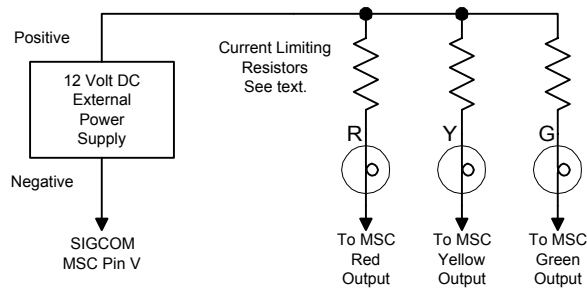 Positive
12 Volt DC
External
Power
Supply
Negative
SIGCOM
MSC Pin V
Current Limiting
Resistors
See text.
R
Y
G
To MSC
Red
Output
To MSC
Yellow
Output
To MSC
Green
Output